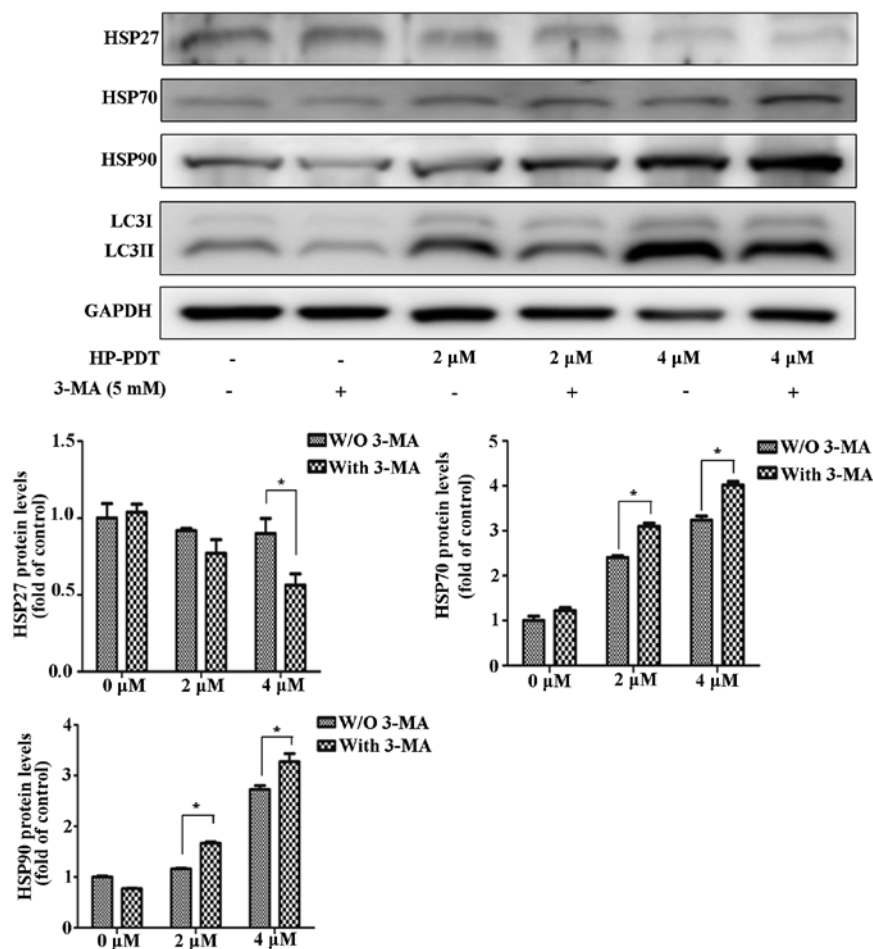 HSP27
HSP70
HSP90
LC3I
LC3II
GAPDH
HP-PDT - - 2 μM 2 μM 4 μM 4 μM
3-MA (5 mM) - + - + - +
HSP27 protein levels
(fold of control)
1.5
1.0
0.5
0.0
0 μM 2 μM 4 μM
*
W/O 3-MA
With 3-MA
HSP70 protein levels
(fold of control)
5
4
3
2
1
0
0 μM 2 μM 4 μM
*
*
W/O 3-MA
With 3-MA
HSP90 protein levels
(fold of control)
4
3
2
1
0
0 μM 2 μM 4 μM
*
*
W/O 3-MA
With 3-MA